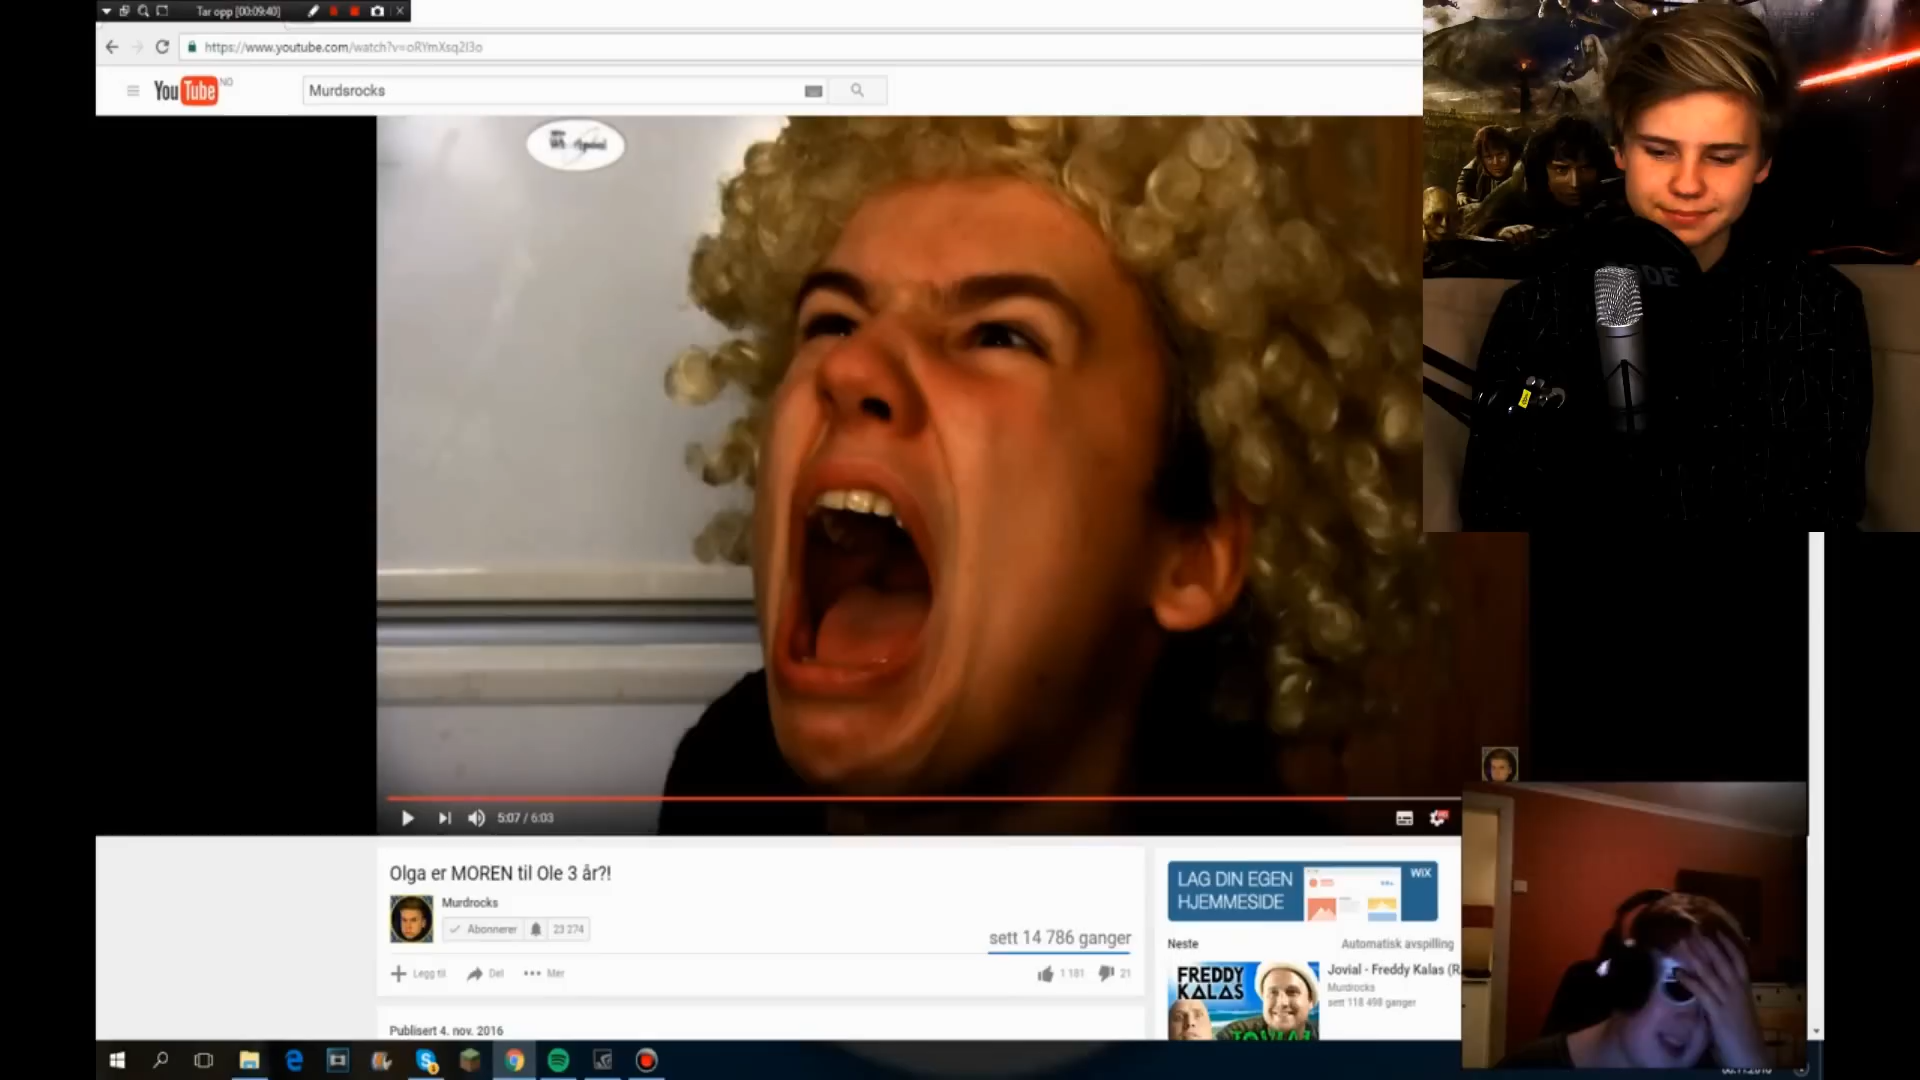 Tar opp [00:09:40]
https://www.youtube.com/watch?v=oRYmXsq2I3o
YouTube NO
Murdsrocks
5:07 / 6:03
Olga er MOREN til Ole 3 år?!
Murdrocks
Abonnerer 23 274
sett 14 786 ganger
Legg til Del Mer
1 181 21
Publisert 4. nov. 2016
LAG DIN EGEN
HJEMMESIDE
WIX
Neste Automatisk avspilling
FREDDY
KALAS
JOVIAL
Jovial - Freddy Kalas (R
Murdrocks
sett 118 498 ganger